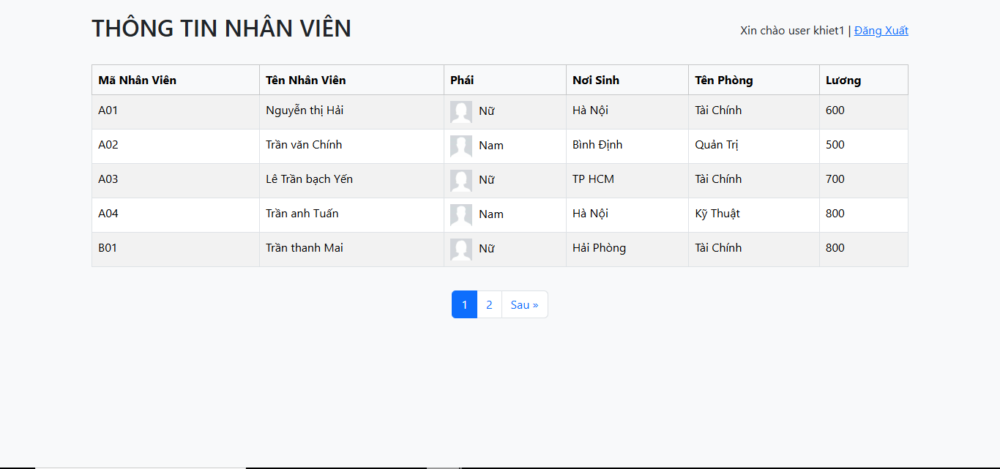 THÔNG TIN NHÂN VIÊN
Xin chào user khiet1 | Đăng Xuất
Mã Nhân Viên Tên Nhân Viên Phái Nơi Sinh Tên Phòng Lương
A01 Nguyễn thị Hải Nữ Hà Nội Tài Chính 600
A02 Trần văn Chính Nam Bình Định Quản Trị 500
A03 Lê Trần bạch Yến Nữ TP HCM Tài Chính 700
A04 Trần anh Tuấn Nam Hà Nội Kỹ Thuật 800
B01 Trần thanh Mai Nữ Hải Phòng Tài Chính 800
1 2 Sau »